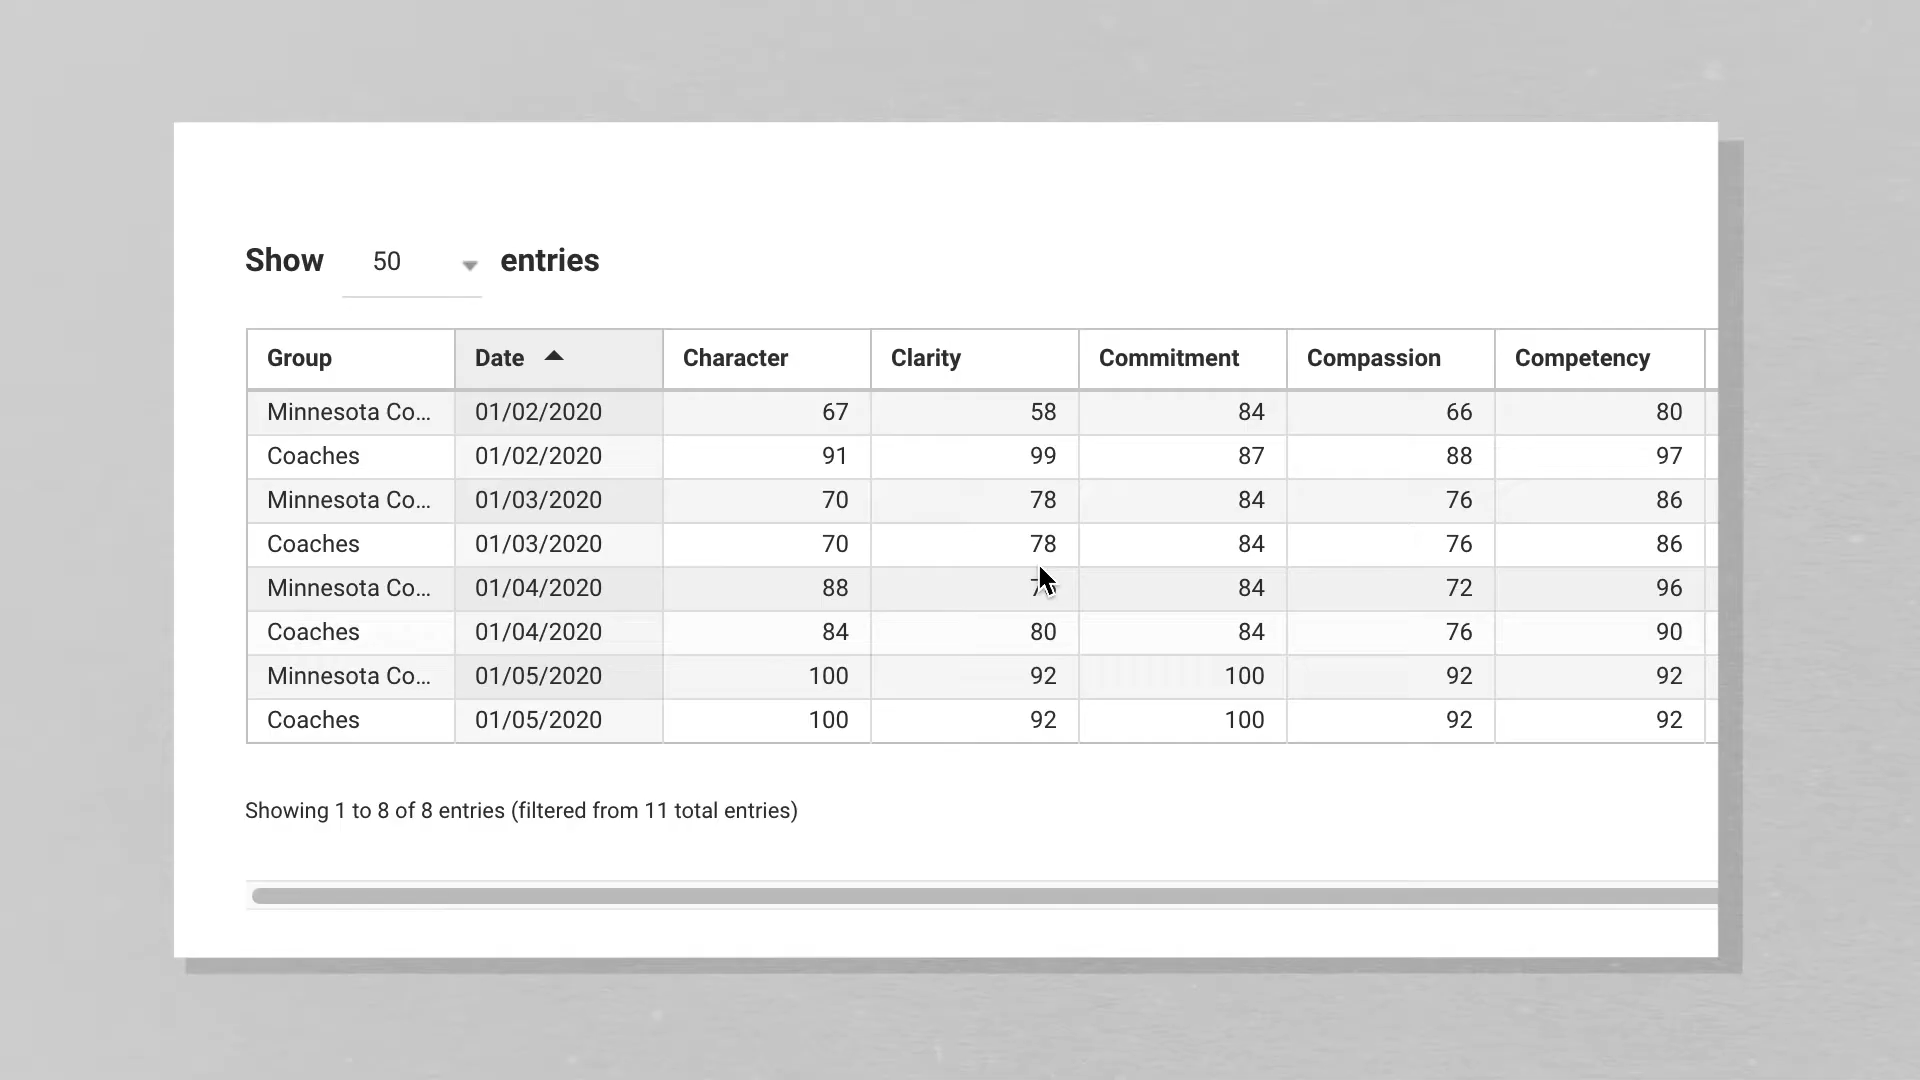 Show 50 entries
Group Date Character Clarity Commitment Compassion Competency
Minnesota Co... 01/02/2020 67 58 84 66 80
Coaches 01/02/2020 91 99 87 88 97
Minnesota Co... 01/03/2020 70 78 84 76 86
Coaches 01/03/2020 70 78 84 76 86
Minnesota Co... 01/04/2020 88 84 72 96
Coaches 01/04/2020 84 80 84 76 90
Minnesota Co... 01/05/2020 100 92 100 92 92
Coaches 01/05/2020 100 92 100 92 92
Showing 1 to 8 of 8 entries (filtered from 11 total entries)